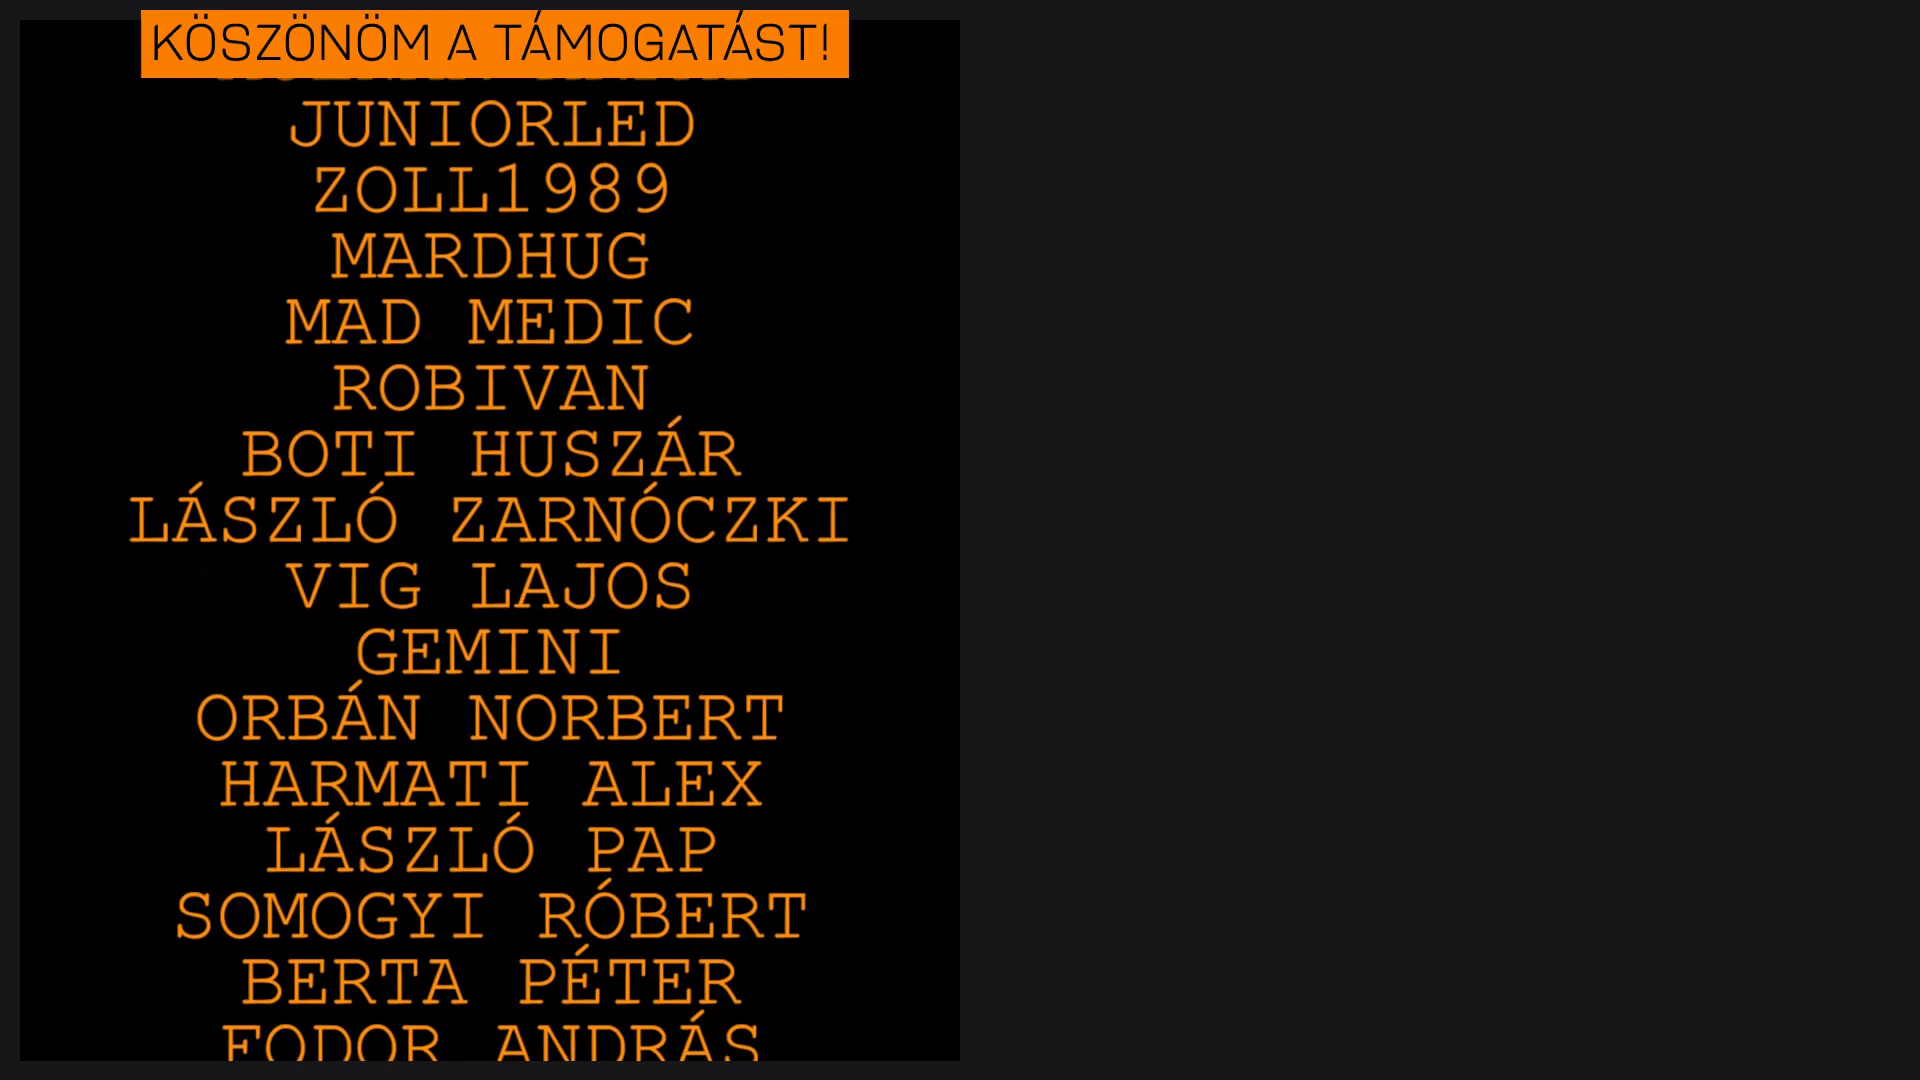 KÖSZÖNÖM A TÁMOGATÁST!
JUNIORLED
ZOLL1989
MARDHUG
MAD MEDIC
ROBIVAN
BOTI HUSZÁR
LÁSZLÓ ZARNÓCZKI
VIG LAJOS
GEMINI
ORBÁN NORBERT
HARMATI ALEX
LÁSZLÓ PAP
SOMOGYI RÓBERT
BERTA PÉTER
FODOR ANDRÁS